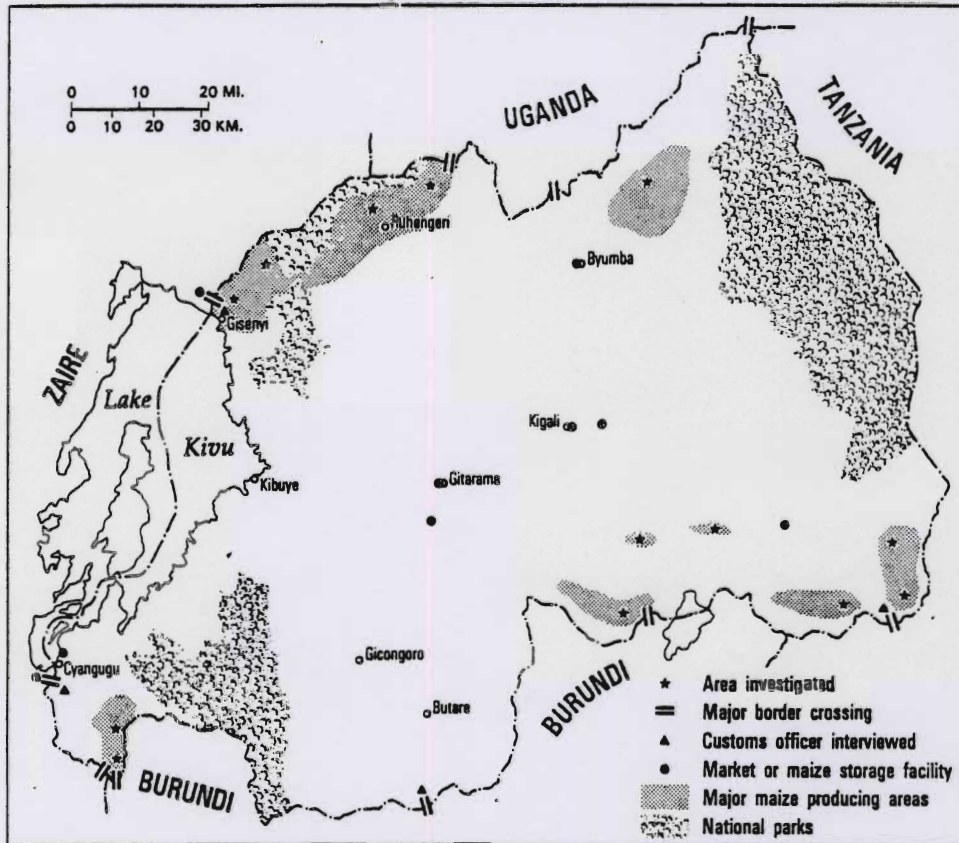 0 20 MI.
0 10 20 30 KM.
UGANDA
TANZANIA
Ruhengeri
Byumba
Gisenyi
ZAIRE
Lake
Kivu
Kigali
Kibuye
Gitarama
Cyangugu
Gicongoro
Butare
BURUNDI
BURUNDI
Area investigated
Major border crossing
Customs officer interviewed
Market or maize storage facility
Major maize producing areas
National parks